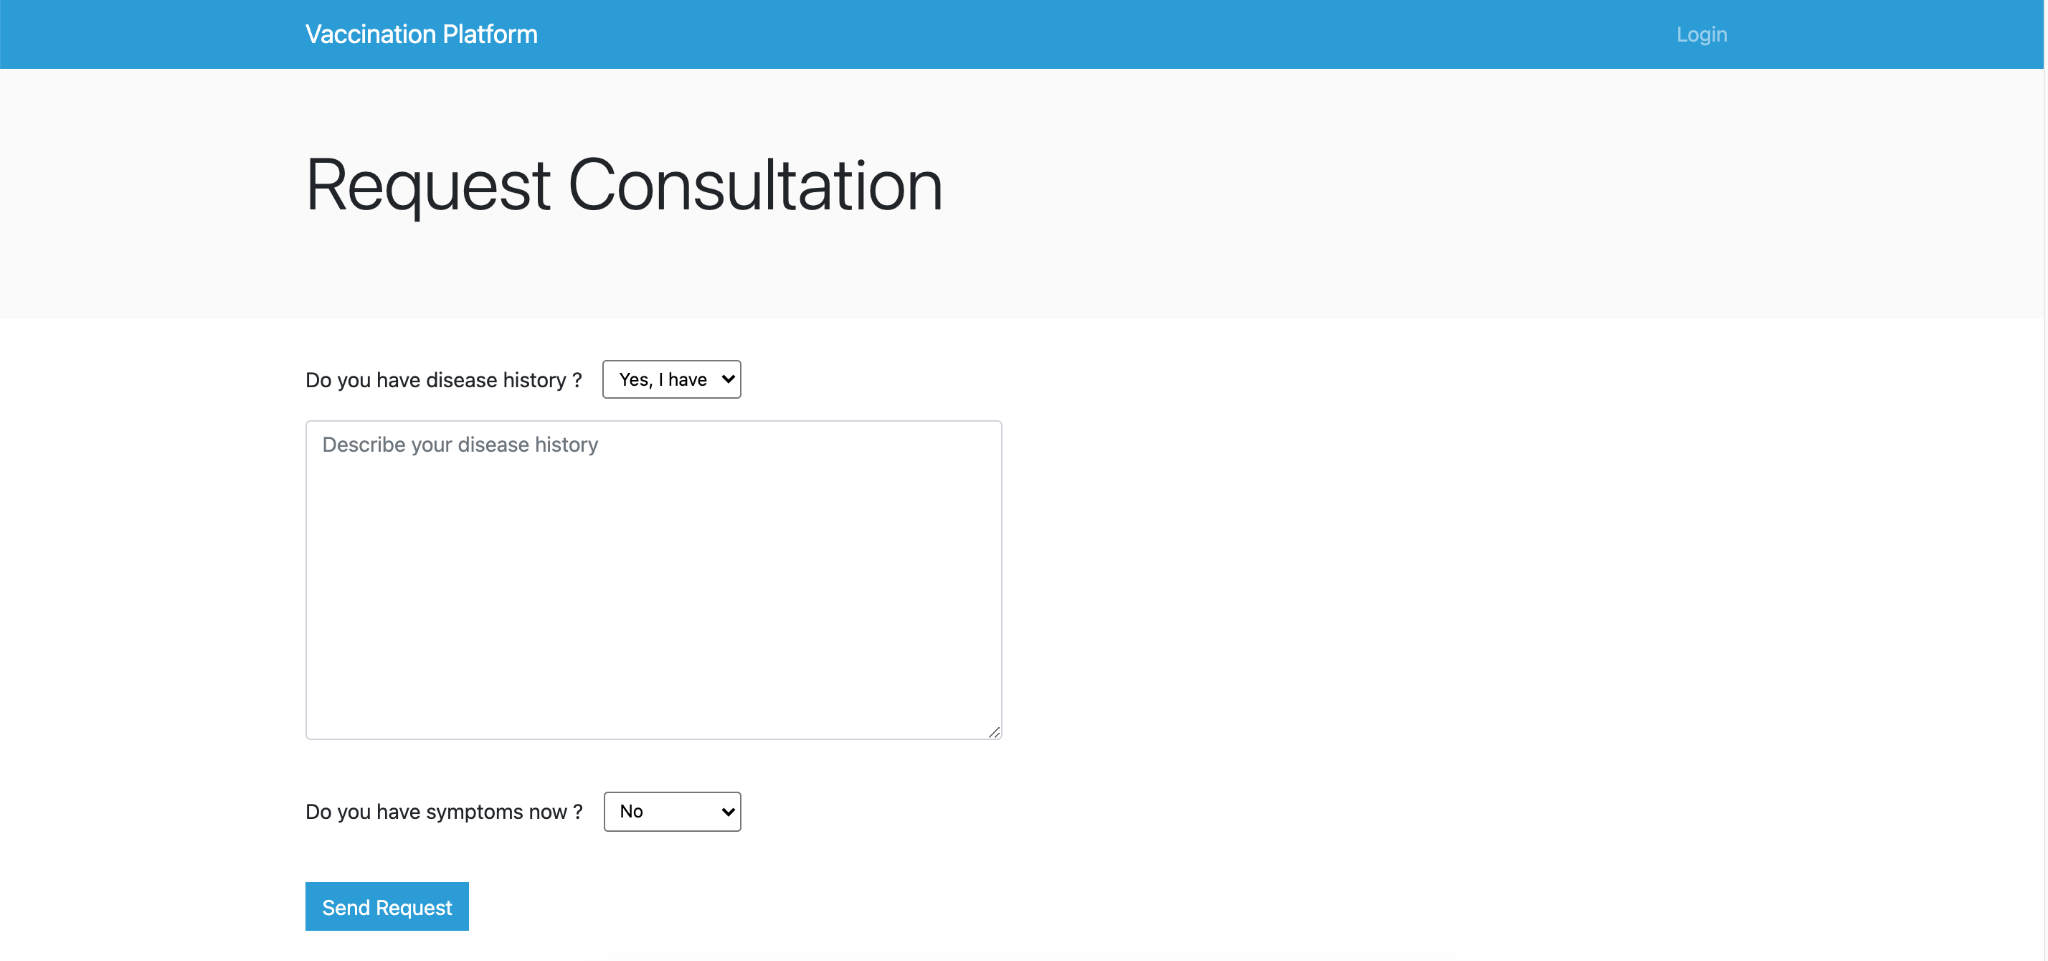 Vaccination Platform
Login
Request Consultation
Do you have disease history ?
Yes, I have
Describe your disease history
Do you have symptoms now ?
No
Send Request